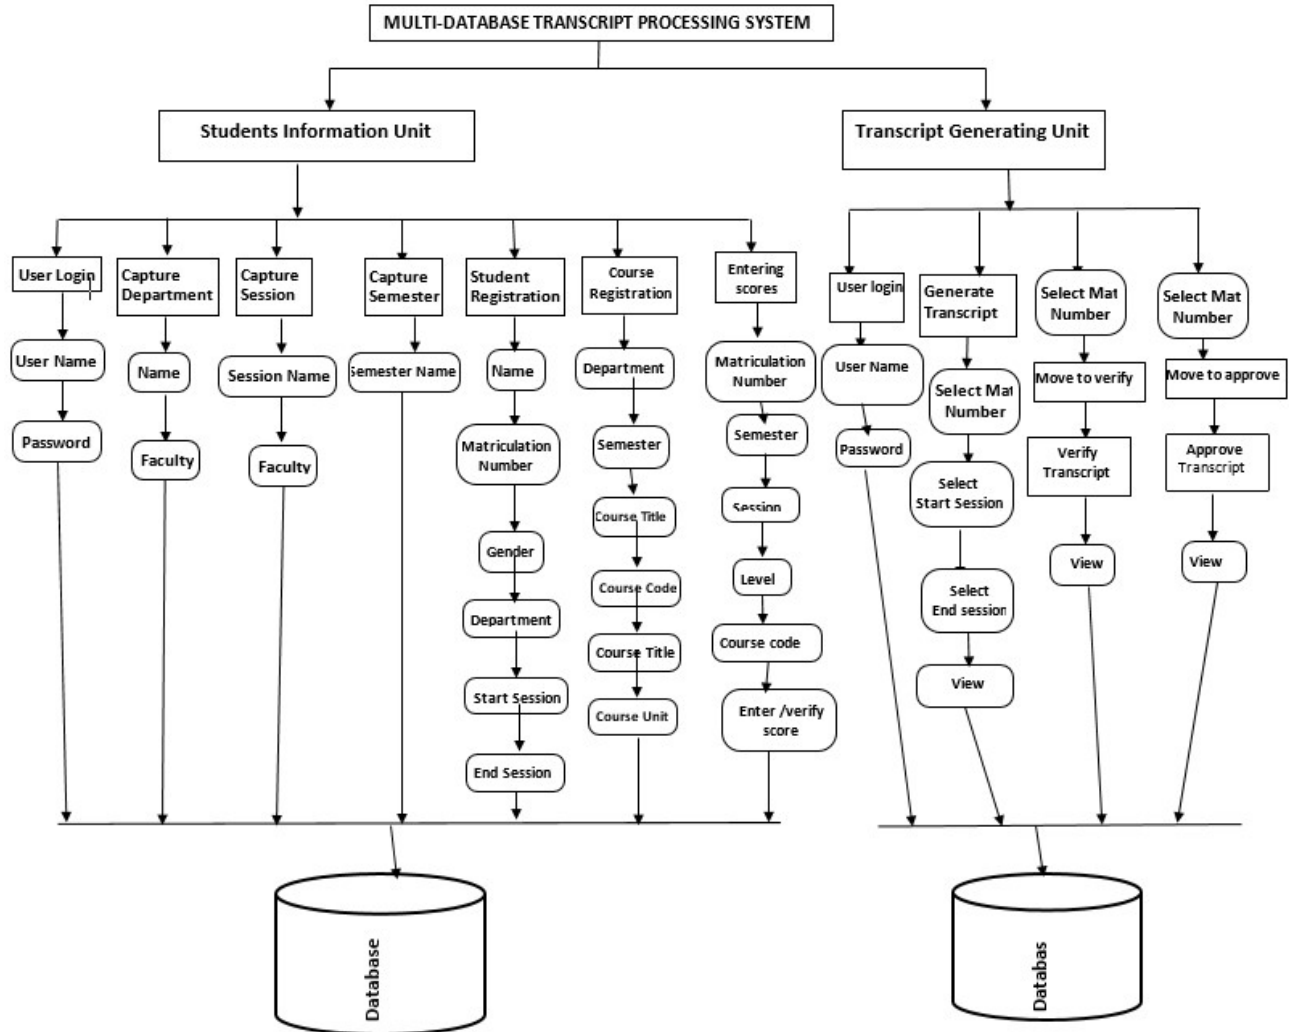 MULTI-DATABASE TRANSCRIPT PROCESSING SYSTEM
Students Information Unit
Transcript Generating Unit
User Login
User Name
Password
Capture
Department
Name
Faculty
Capture
Session
Session Name
Faculty
Capture
Semester
Semester Name
Student
Registration
Name
Matriculation
Number
Gender
Department
Start Session
End Session
Course
Registration
Department
Semester
Course Title
Course Code
Course Title
Course Unit
Entering
scores
Matriculation
Number
Semester
Session
Level
Course code
Enter /verify
score
User login
User Name
Password
Generate
Transcript
Select Mat
Number
Select
Start Session
Select
End session
View
Select Mat
Number
Move to verify
Verify
Transcript
View
Select Mat
Number
Move to approve
Approve
Transcript
View
Database
Databas